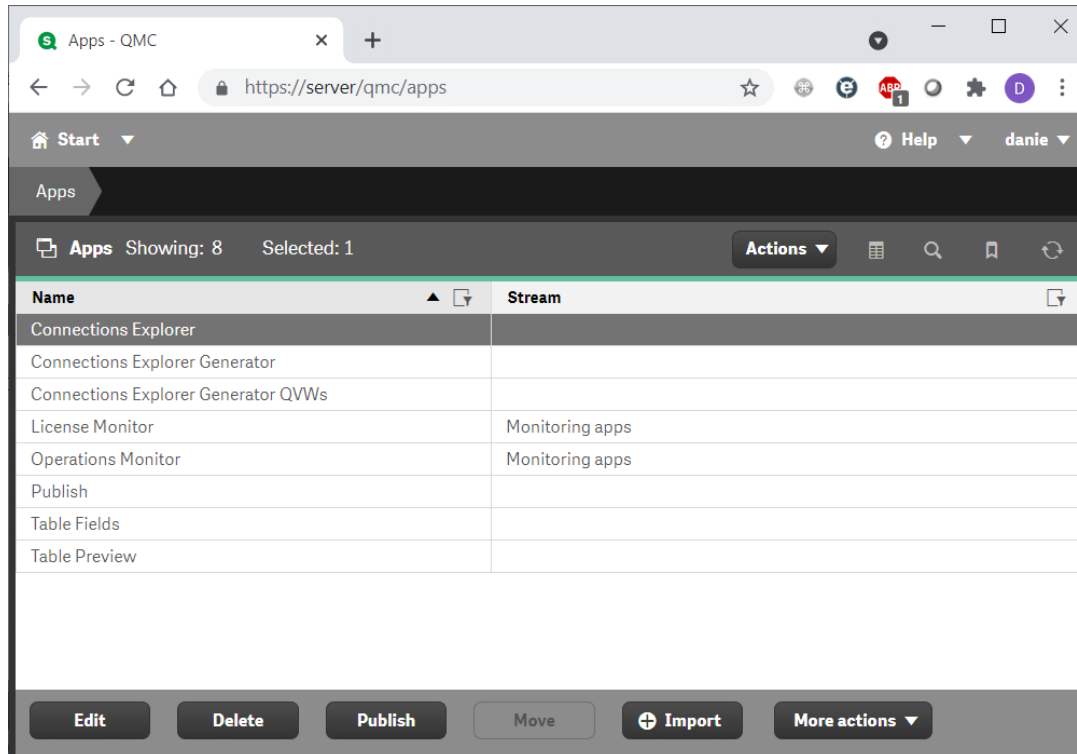 Apps - QMC
https://server/qmc/apps
ABP
1
D
Start
Help
danie
Apps
Apps Showing: 8 Selected: 1
Actions
Name Stream
Connections Explorer
Connections Explorer Generator
Connections Explorer Generator QVWs
License Monitor Monitoring apps
Operations Monitor Monitoring apps
Publish
Table Fields
Table Preview
Edit Delete Publish Move Import More actions